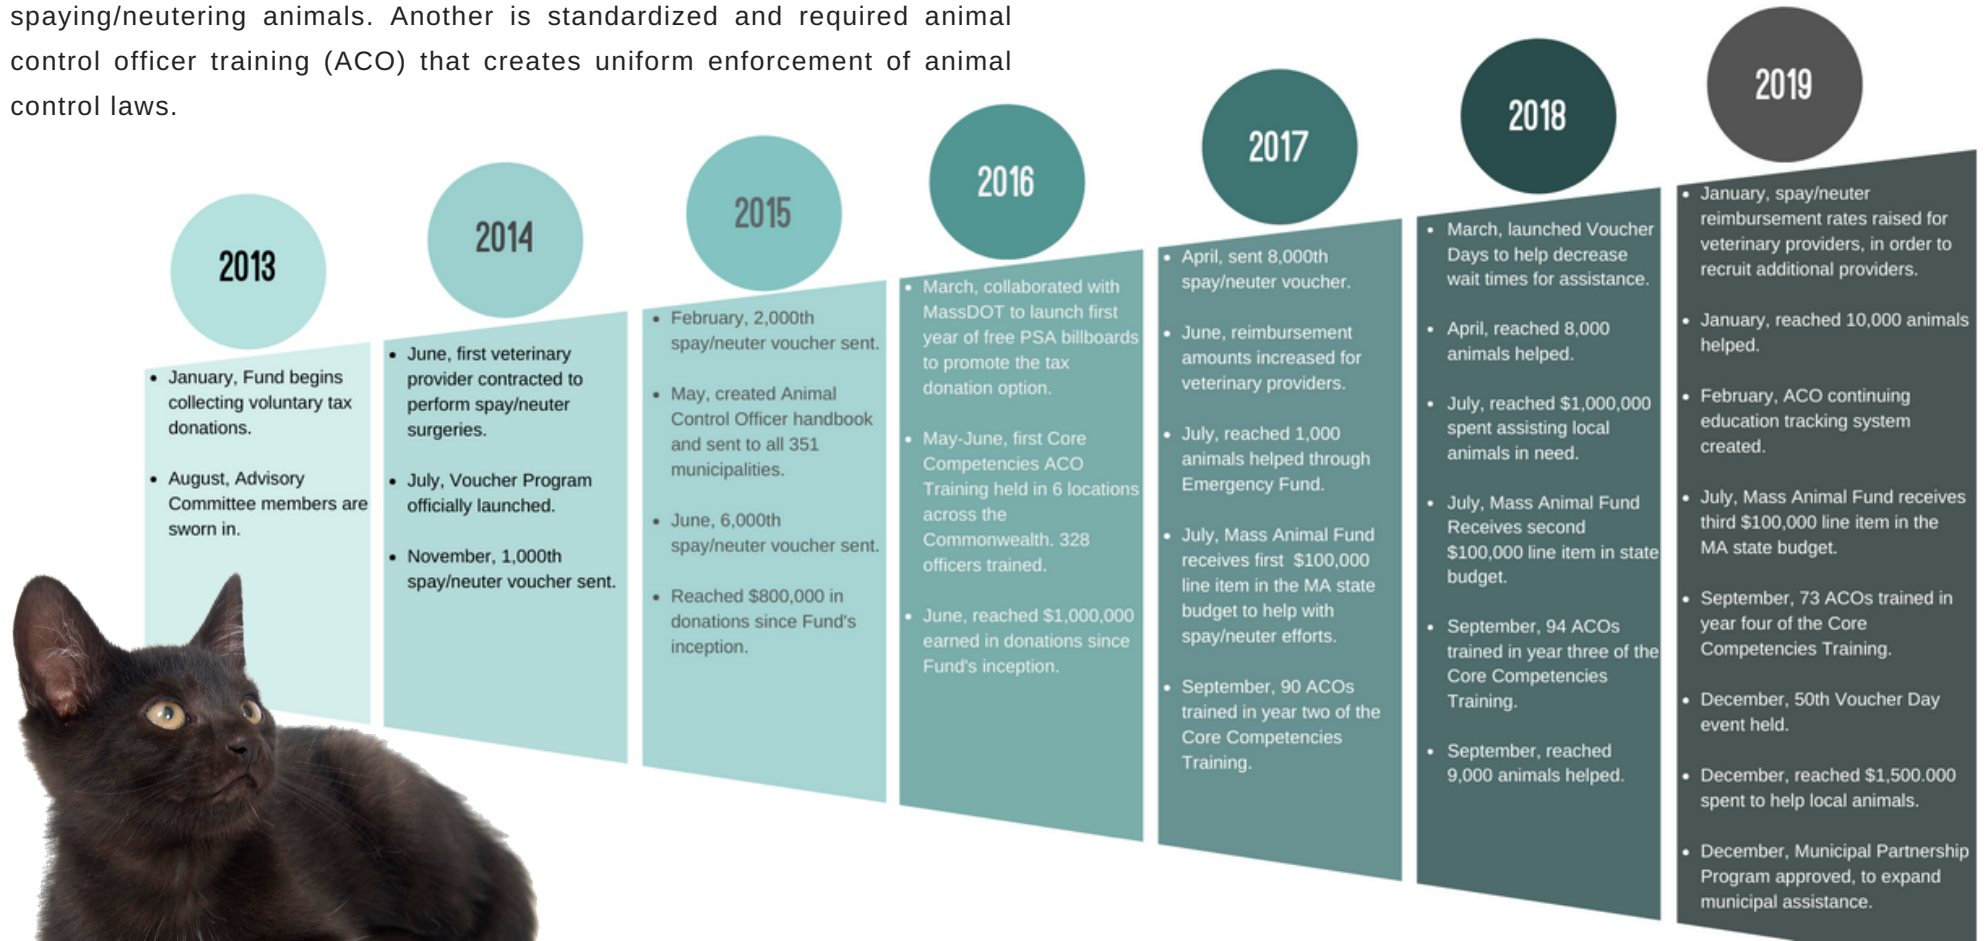 spaying/neutering animals. Another is standardized and required animal
control officer training (ACO) that creates uniform enforcement of animal
control laws.
2013
• January, Fund begins
collecting voluntary tax
donations.
• August, Advisory
Committee members are
sworn in.
2014
• June, first veterinary
provider contracted to
perform spay/neuter
surgeries.
• July, Voucher Program
officially launched.
• November, 1,000th
spay/neuter voucher sent.
2015
• February, 2,000th
spay/neuter voucher sent.
• May, created Animal
Control Officer handbook
and sent to all 351
municipalities.
• June, 6,000th
spay/neuter voucher sent.
• Reached $800,000 in
donations since Fund's
inception.
2016
• March, collaborated with
MassDOT to launch first
year of free PSA billboards
to promote the tax
donation option.
• May-June, first Core
Competencies ACO
Training held in 6 locations
across the
Commonwealth. 328
officers trained.
• June, reached $1,000,000
earned in donations since
Fund's inception.
2017
• April, sent 8,000th
spay/neuter voucher.
• June, reimbursement
amounts increased for
veterinary providers.
• July, reached 1,000
animals helped through
Emergency Fund.
• July, Mass Animal Fund
receives first $100,000
line item in the MA state
budget to help with
spay/neuter efforts.
• September, 90 ACOs
trained in year two of the
Core Competencies
Training.
2018
• March, launched Voucher
Days to help decrease
wait times for assistance.
• April, reached 8,000
animals helped.
• July, reached $1,000,000
spent assisting local
animals in need.
• July, Mass Animal Fund
Receives second
$100,000 line item in state
budget.
• September, 94 ACOs
trained in year three of the
Core Competencies
Training.
• September, reached
9,000 animals helped.
2019
• January, spay/neuter
reimbursement rates raised for
veterinary providers, in order to
recruit additional providers.
• January, reached 10,000 animals
helped.
• February, ACO continuing
education tracking system
created.
• July, Mass Animal Fund receives
third $100,000 line item in the
MA state budget.
• September, 73 ACOs trained in
year four of the Core
Competencies Training.
• December, 50th Voucher Day
event held.
• December, reached $1,500.000
spent to help local animals.
• December, Municipal Partnership
Program approved, to expand
municipal assistance.